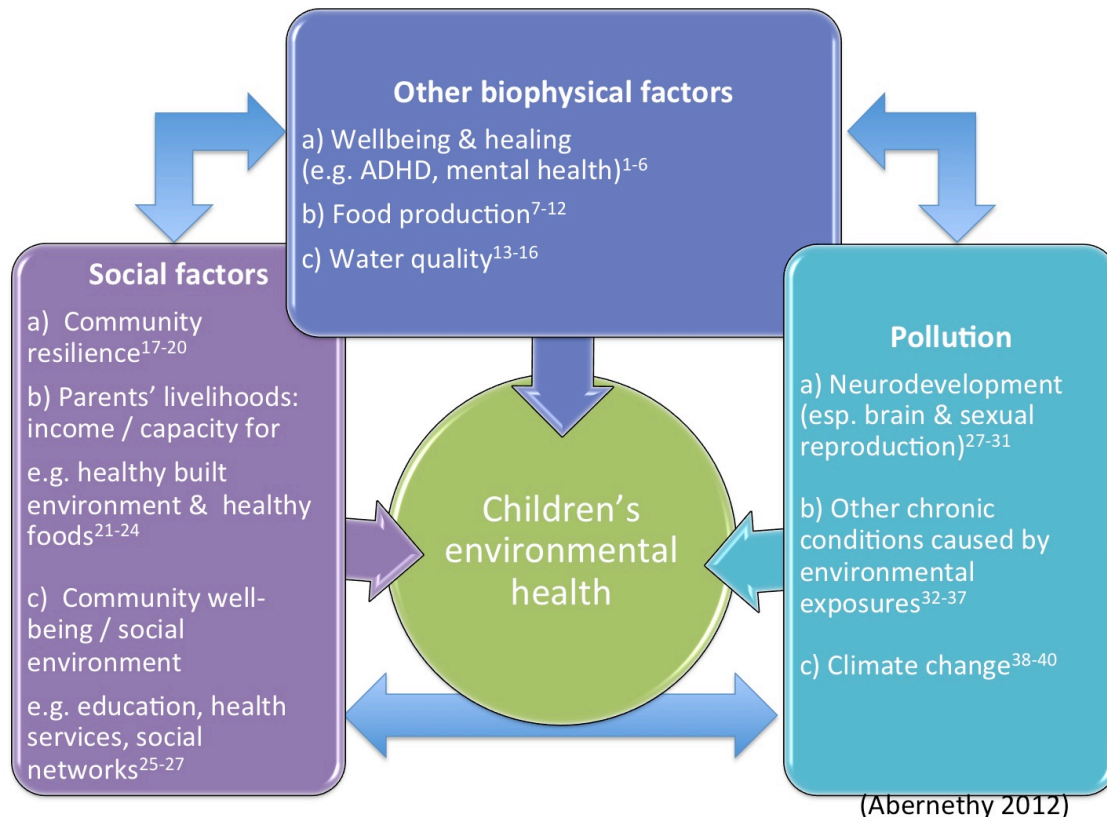 Other biophysical factors
a) Wellbeing & healing
(e.g. ADHD, mental health)1-6
b) Food production7-12
c) Water quality13-16
Social factors
a) Community
resilience17-20
b) Parents’ livelihoods:
income / capacity for
e.g. healthy built
environment & healthy
foods21-24
c) Community well-
being / social
environment
e.g. education, health
services, social
networks25-27
Children’s
environmental
health
Pollution
a) Neurodevelopment
(esp. brain & sexual
reproduction)27-31
b) Other chronic
conditions caused by
environmental
exposures32-37
c) Climate change38-40
(Abernethy 2012)